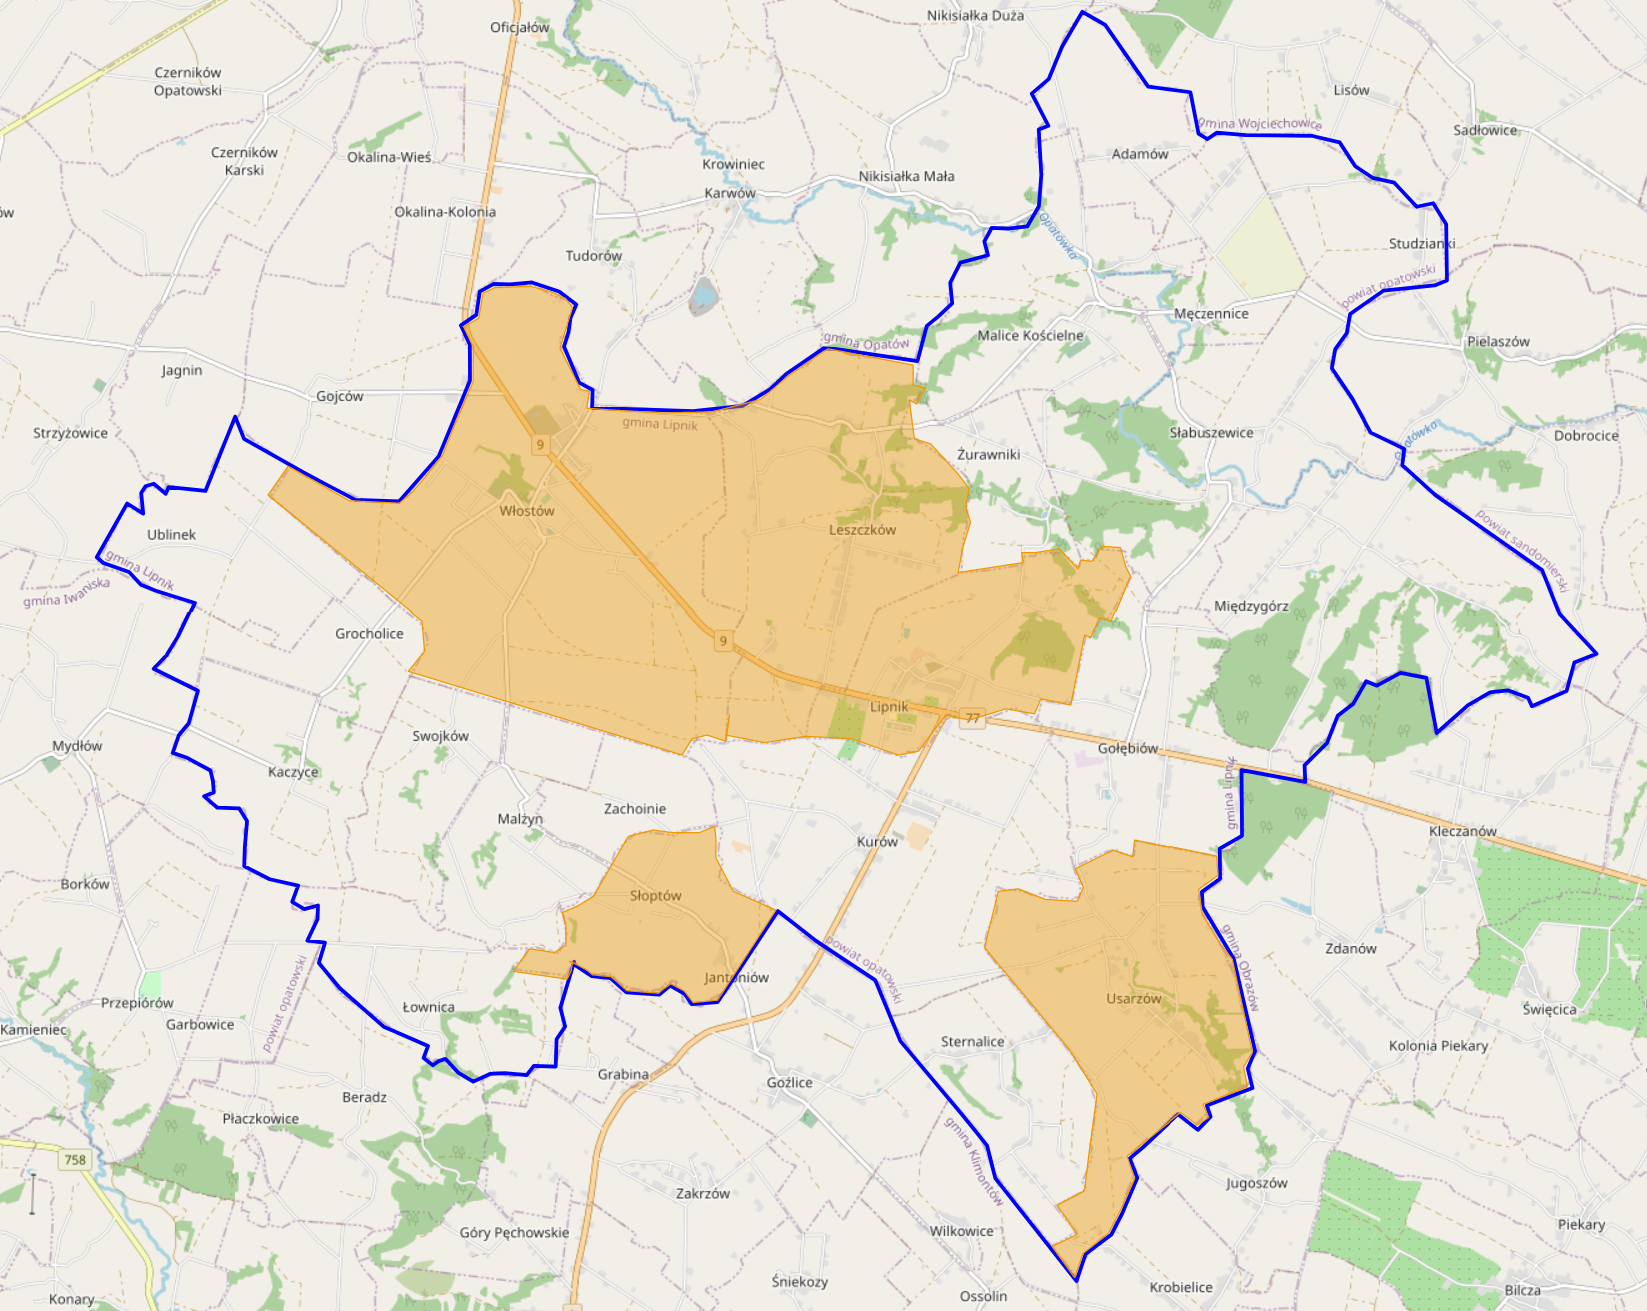 Nikisiałka Duża
Oficjałów
Czerników
Opatowski
Lisów
gmina Wojciechowice
Sadłowice
Czerników
Karski
Okalina-Wieś
Adamów
Krowiniec
Karwów
Nikisiałka Mała
ów
Okalina-Kolonia
Opatówka
Studzianki
Tudorów
powiat opatowski
Męczennice
Malice Kościelne
gmina Opatów
Pielaszów
Jagnin
Gojców
gmina Lipnik
Strzyżowice
9
Słabuszewice
Opatówka
Dobrocice
Żurawniki
Włostów
Leszczków
Ublinek
powiat sandomierski
gmina Lipnik
gmina Iwaniska
Międzygórz
Grocholice
9
Lipnik
77
Swojków
Mydłów
Gołębiów
Kaczyce
gmina Lipnik
Zachoinie
Malżyn
Kurów
Kleczanów
Borków
Słoptów
powiat opatowski
gmina Obrazów
Zdanów
Jantoniów
powiat opatowski
Przepiórów
Łownica
Usarzów
Święcica
Garbowice
Kamieniec
Sternalice
Kolonia Piekary
Grabina
Goźlice
Beradz
Płaczkowice
gmina Klimontów
758
Zakrzów
Jugoszów
Góry Pęchowskie
Wilkowice
Piekary
Śniekozy
Krobielice
Bilcza
Konary
Ossolin